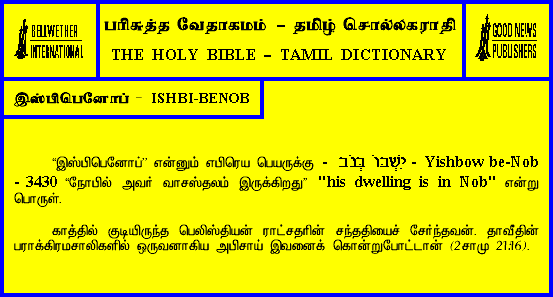 BELLWETHER
INTERNATIONAL
பரிசுத்த வேதாகமம் - தமிழ் சொல்லகராதி
THE HOLY BIBLE - TAMIL DICTIONARY
GOOD NEWS
PUBLISHERS
இஸ்பிபெனோப் - ISHBI-BENOB
"இஸ்பிபெனோப்" என்னும் எபிரெய பெயருக்கு - יִשְׁבּוֹ בְּנֹב - Yishbow be-Nob
- 3430 "நோபில் அவர் வாசஸ்தலம் இருக்கிறது" "his dwelling is in Nob" என்று
பொருள்.
காத்தில் குடியிருந்த பெலிஸ்தியன் ராட்சதரின் சந்ததியைச் சேர்ந்தவன். தாவீதின்
பராக்கிரமசாலிகளில் ஒருவனாகிய அபிசாய் இவனைக் கொன்றுபோட்டான் (2சாமு 21:16).